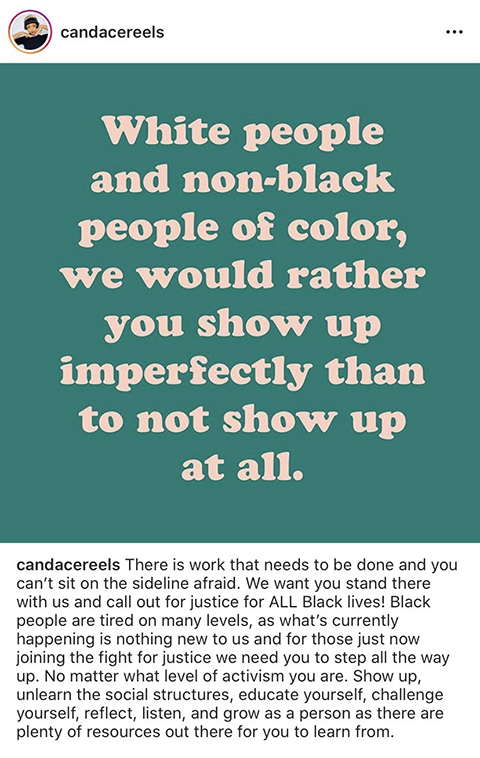 candacereels
White people
and non-black
people of color,
we would rather
you show up
imperfectly than
to not show up
at all.
candacereels There is work that needs to be done and you
can't sit on the sideline afraid. We want you stand there
with us and call out for justice for ALL Black lives! Black
people are tired on many levels, as what's currently
happening is nothing new to us and for those just now
joining the fight for justice we need you to step all the way
up. No matter what level of activism you are. Show up,
unlearn the social structures, educate yourself, challenge
yourself, reflect, listen, and grow as a person as there are
plenty of resources out there for you to learn from.